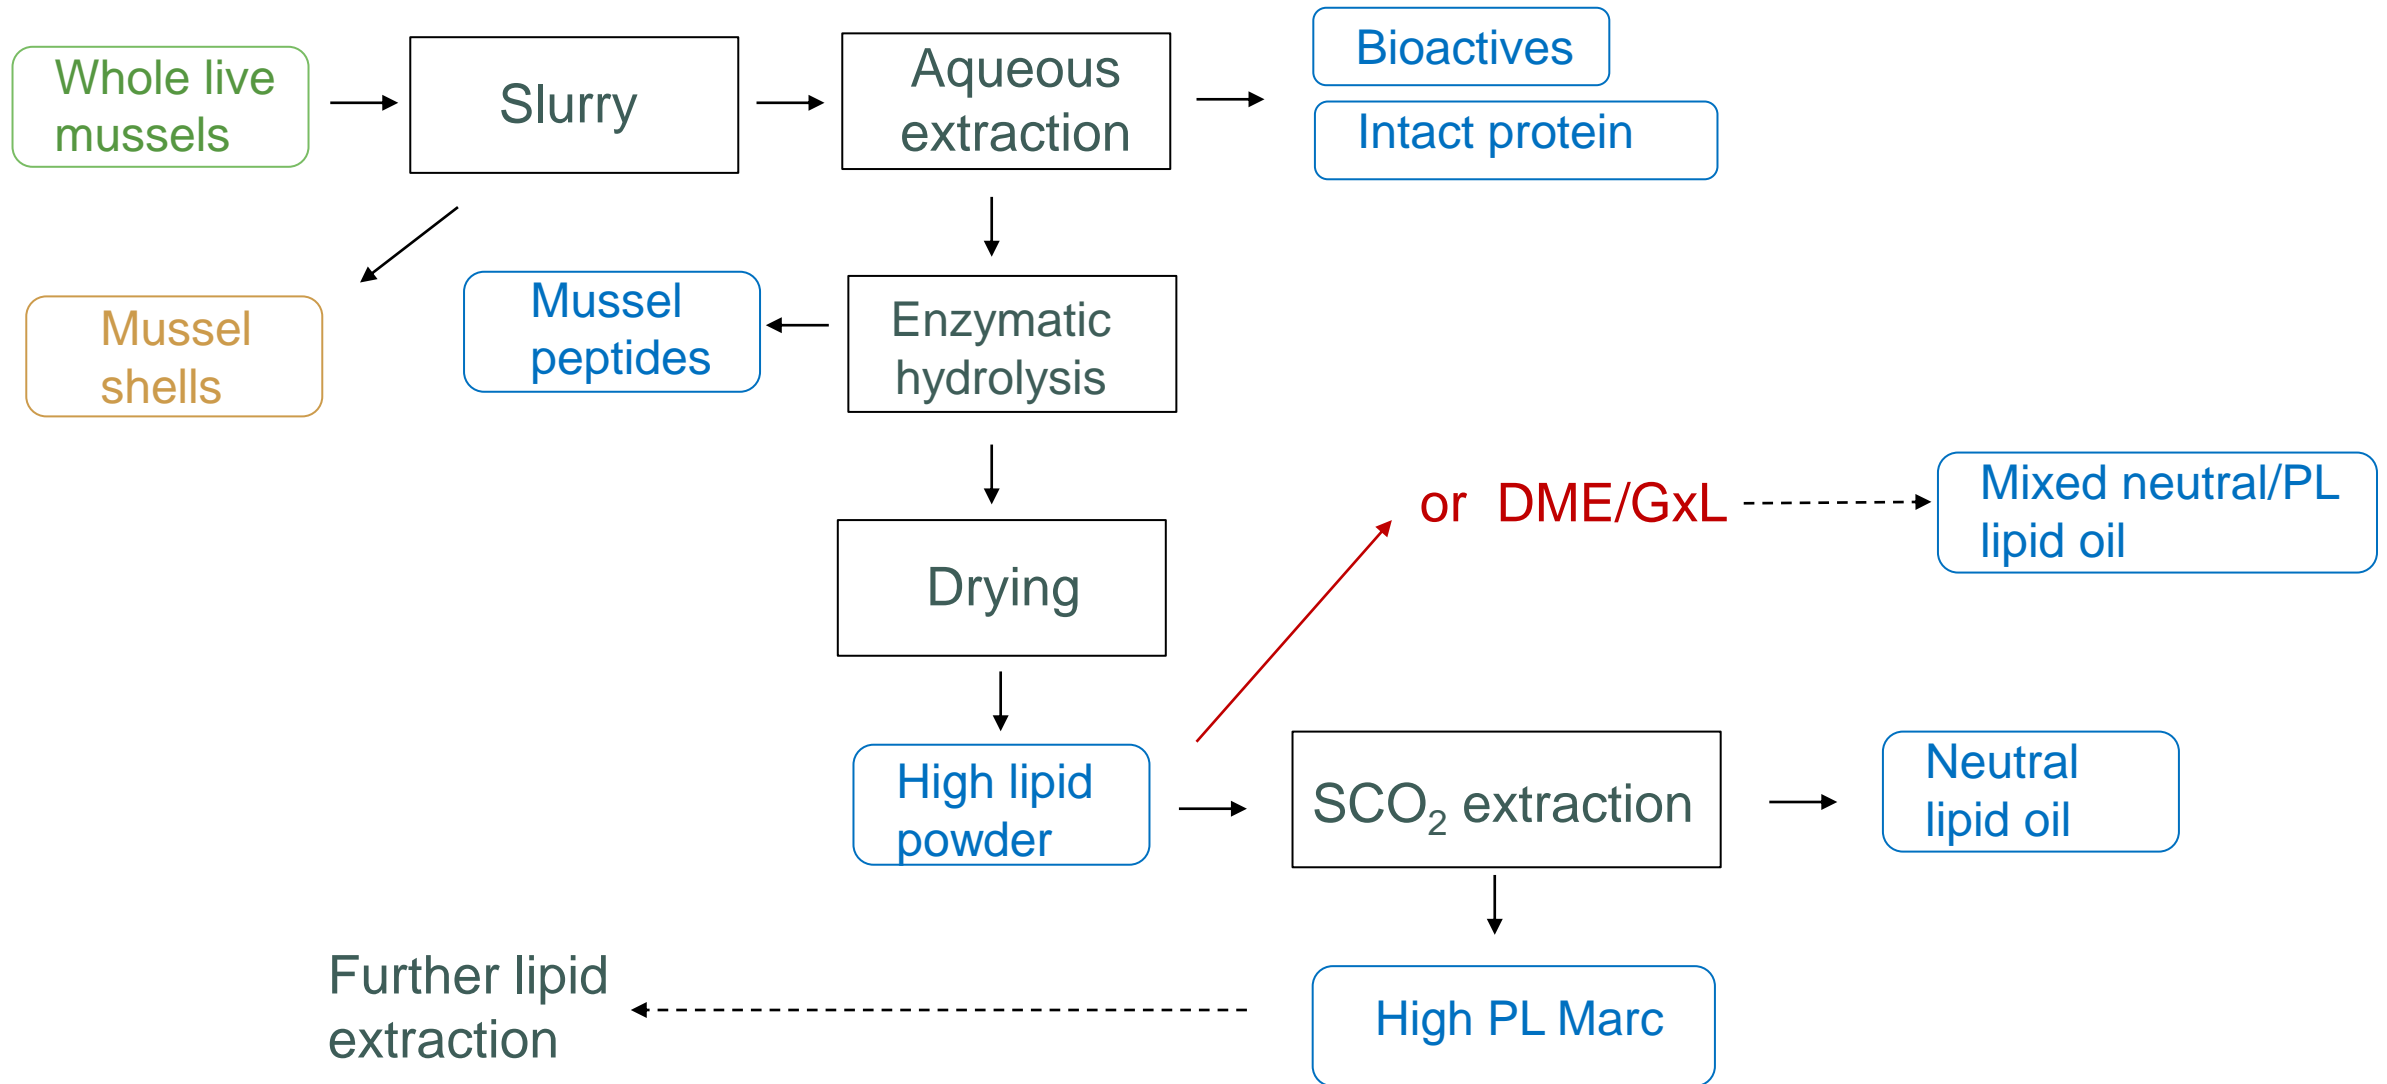 Whole live
mussels
Slurry
Aqueous
extraction
Bioactives
Intact protein
Mussel
shells
Mussel
peptides
Enzymatic
hydrolysis
or DME/GxL
Mixed neutral/PL
lipid oil
Drying
High lipid
powder
SCO₂ extraction
Neutral
lipid oil
Further lipid
extraction
High PL Marc